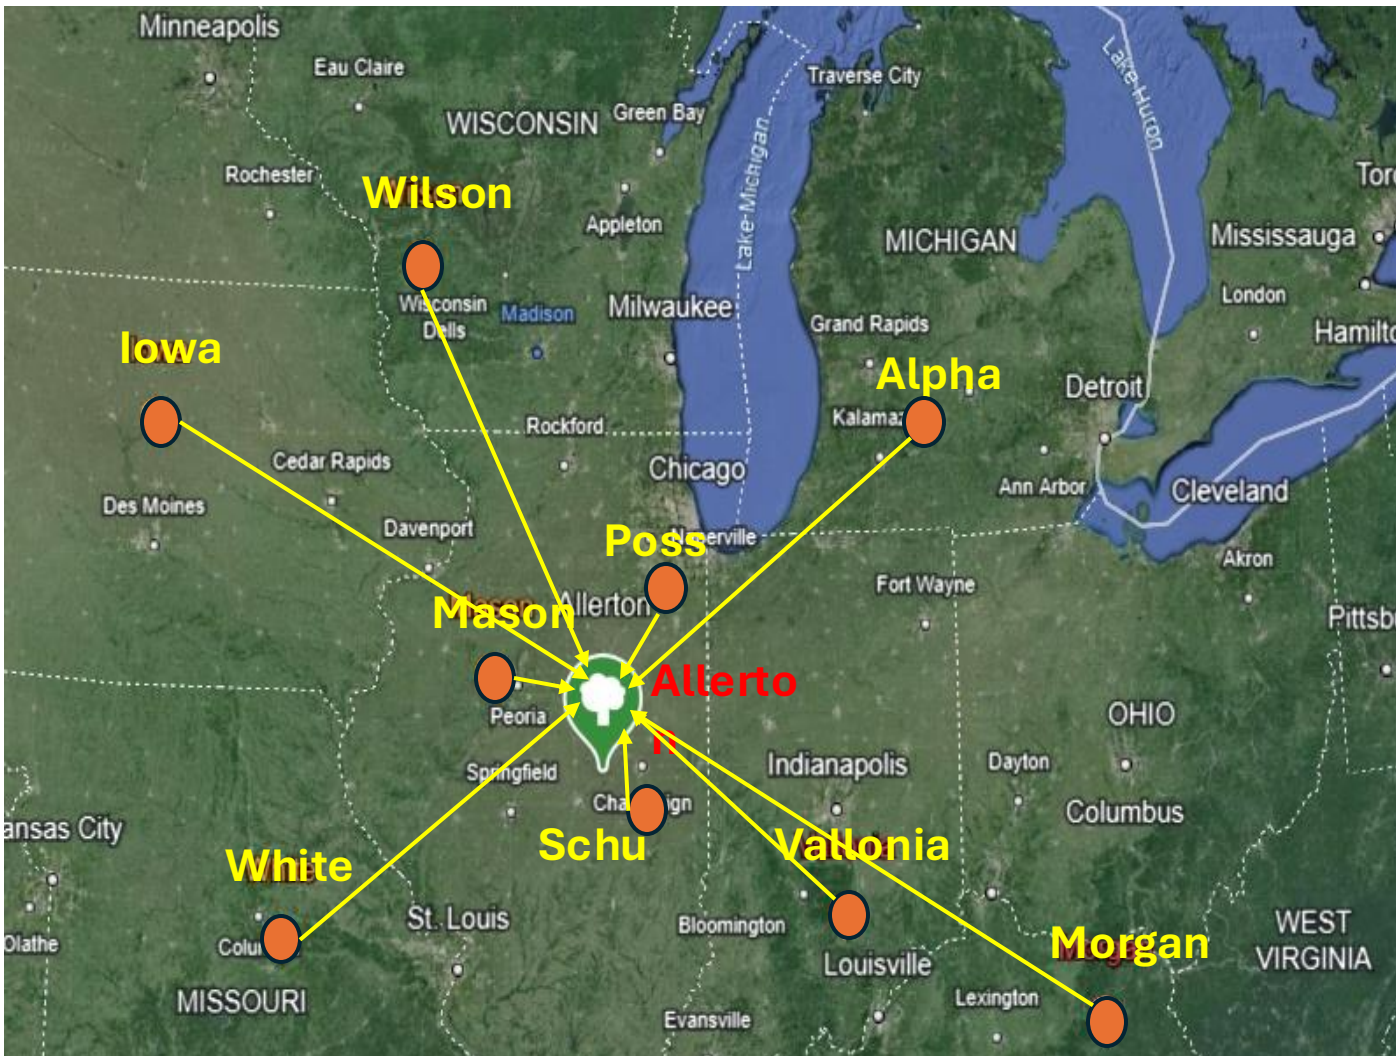 Minneapolis
Eau Claire
Traverse City
Lake Huron
WISCONSIN
Green Bay
Rochester
Wilson
Lake Michigan
Appleton
MICHIGAN
Mississauga
Wisconsin
Dells
Madison
Milwaukee
London
Grand Rapids
Hamilto
Iowa
Alpha
Detroit
Kalamaz
Rockford
Cedar Rapids
Chicago
Ann Arbor
Cleveland
Des Moines
Davenport
Poss
Naperville
Akron
Fort Wayne
Mason
Allerton
Pittsb
Allerto
n
Peoria
OHIO
Springfield
Indianapolis
Dayton
Columbus
ansas City
Schu
Vallonia
White
St. Louis
Bloomington
Olathe
Morgan
WEST
VIRGINIA
Louisville
MISSOURI
Lexington
Evansville